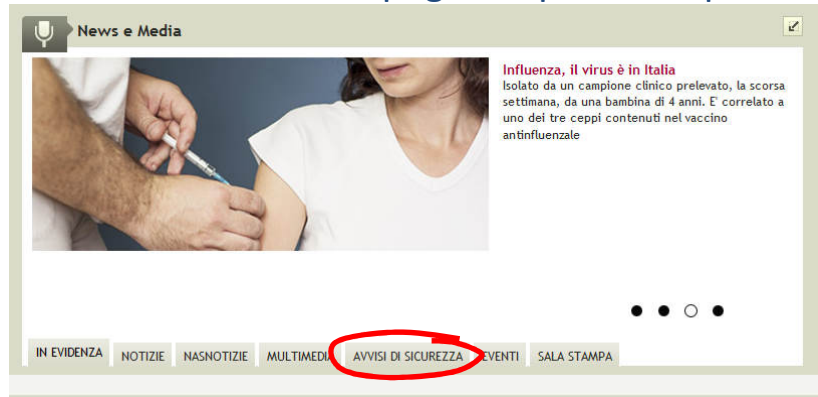 News e Media
Influenza, il virus è in Italia
Isolato da un campione clinico prelevato, la scorsa
settimana, da una bambina di 4 anni. E' correlato a
uno dei tre ceppi contenuti nel vaccino
antinfluenzale
IN EVIDENZA NOTIZIE NASNOTIZIE MULTIMEDIA AVVISI DI SICUREZZA EVENTI SALA STAMPA